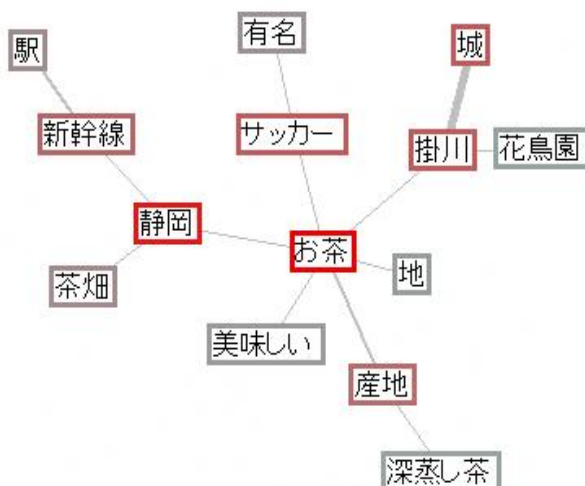 有名
城
駅
新幹線
サッカー
掛川
花鳥園
静岡
お茶
地
茶畑
美味しい
産地
深蒸し茶